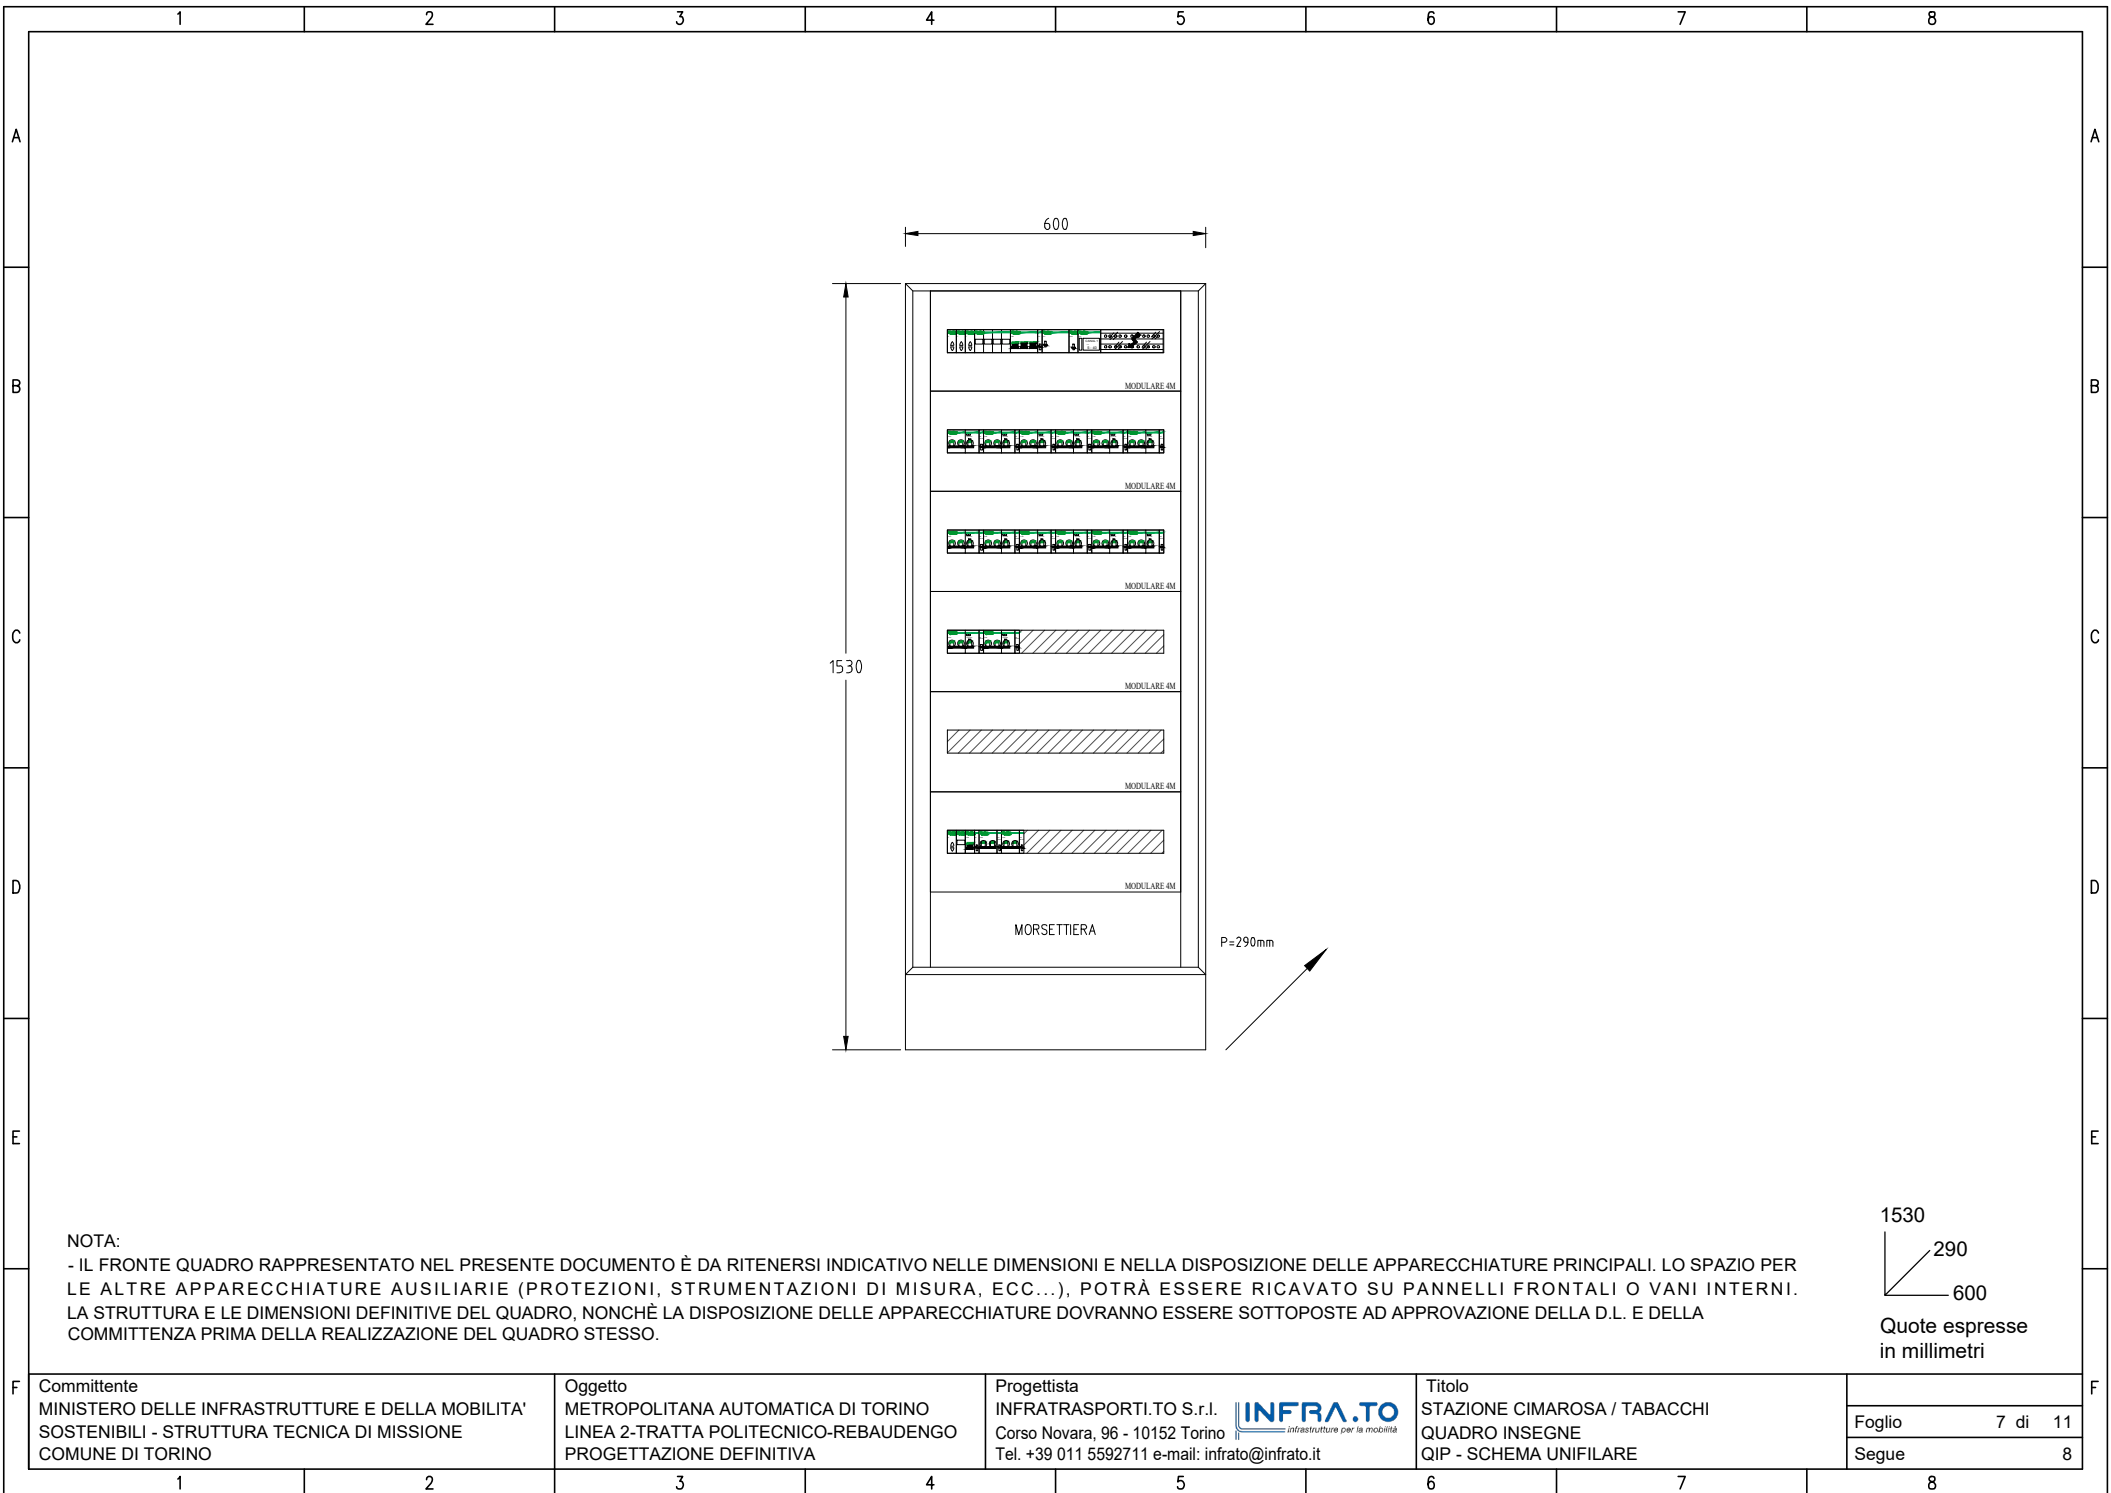 1 2 3 4 5 6 7 8
A A
B B
C C
D D
E E
F F
600
1530
MODULARE 4M
MODULARE 4M
MODULARE 4M
MODULARE 4M
MODULARE 4M
MODULARE 4M
MORSETTIERA
P=290mm
NOTA:
- IL FRONTE QUADRO RAPPRESENTATO NEL PRESENTE DOCUMENTO È DA RITENERSI INDICATIVO NELLE DIMENSIONI E NELLA DISPOSIZIONE DELLE APPARECCHIATURE PRINCIPALI. LO SPAZIO PER
LE ALTRE APPARECCHIATURE AUSILIARIE (PROTEZIONI, STRUMENTAZIONI DI MISURA, ECC...), POTRÀ ESSERE RICAVATO SU PANNELLI FRONTALI O VANI INTERNI.
LA STRUTTURA E LE DIMENSIONI DEFINITIVE DEL QUADRO, NONCHÈ LA DISPOSIZIONE DELLE APPARECCHIATURE DOVRANNO ESSERE SOTTOPOSTE AD APPROVAZIONE DELLA D.L. E DELLA
COMMITTENZA PRIMA DELLA REALIZZAZIONE DEL QUADRO STESSO.
1530
290
600
Quote espresse
in millimetri
Committente
MINISTERO DELLE INFRASTRUTTURE E DELLA MOBILITA'
SOSTENIBILI - STRUTTURA TECNICA DI MISSIONE
COMUNE DI TORINO
Oggetto
METROPOLITANA AUTOMATICA DI TORINO
LINEA 2-TRATTA POLITECNICO-REBAUDENGO
PROGETTAZIONE DEFINITIVA
Progettista
INFRATRASPORTI.TO S.r.l.
Corso Novara, 96 - 10152 Torino
Tel. +39 011 5592711 e-mail: infrato@infrato.it
INFRA.TO
infrastrutture per la mobilità
Titolo
STAZIONE CIMAROSA / TABACCHI
QUADRO INSEGNE
QIP - SCHEMA UNIFILARE
Foglio 7 di 11
Segue 8
1 2 3 4 5 6 7 8